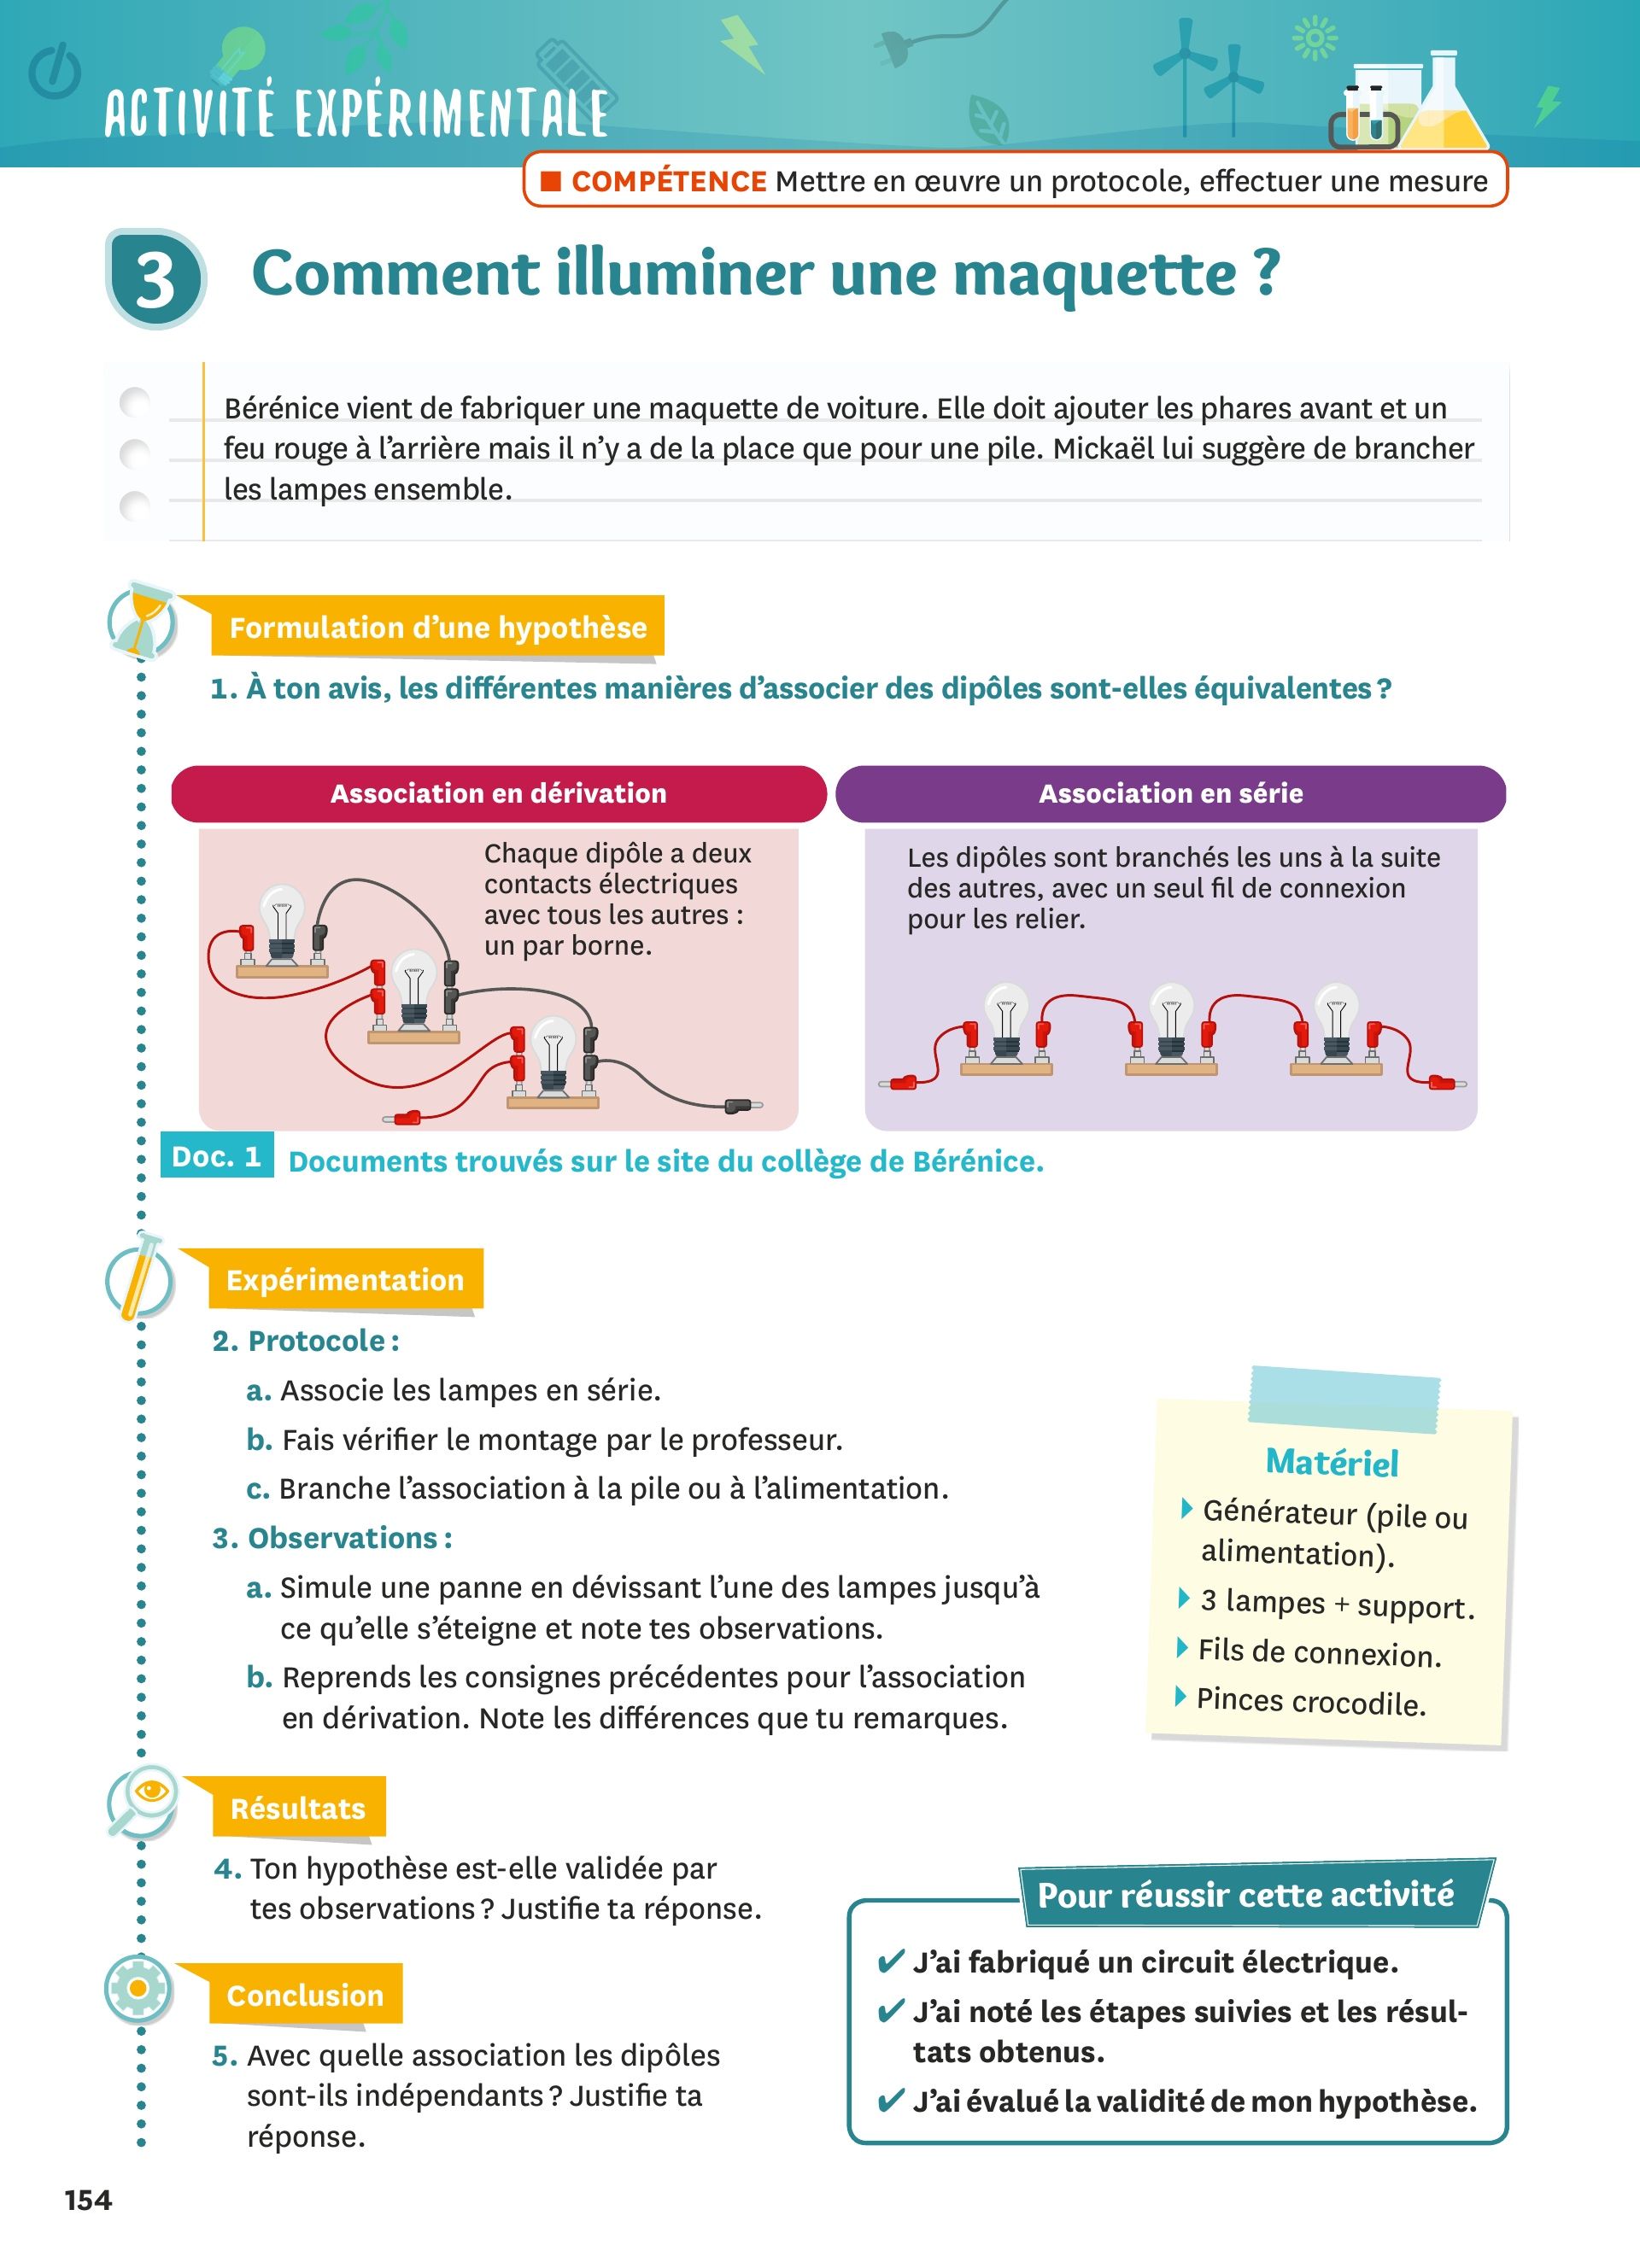 ACTIVITÉ EXPÉRIMENTALE
■ COMPÉTENCE Mettre en œuvre un protocole, effectuer une mesure
3 Comment illuminer une maquette ?
Bérénice vient de fabriquer une maquette de voiture. Elle doit ajouter les phares avant et un
feu rouge à l’arrière mais il n’y a de la place que pour une pile. Mickaël lui suggère de brancher
les lampes ensemble.
Formulation d’une hypothèse
1. À ton avis, les différentes manières d’associer des dipôles sont-elles équivalentes ?
Association en dérivation
Chaque dipôle a deux
contacts électriques
avec tous les autres :
un par borne.
Association en série
Les dipôles sont branchés les uns à la suite
des autres, avec un seul fil de connexion
pour les relier.
Doc. 1 Documents trouvés sur le site du collège de Bérénice.
Expérimentation
2. Protocole :
a. Associe les lampes en série.
b. Fais vérifier le montage par le professeur.
c. Branche l’association à la pile ou à l’alimentation.
3. Observations :
a. Simule une panne en dévissant l’une des lampes jusqu’à
ce qu’elle s’éteigne et note tes observations.
b. Reprends les consignes précédentes pour l’association
en dérivation. Note les différences que tu remarques.
Matériel
Générateur (pile ou
alimentation).
3 lampes + support.
Fils de connexion.
Pinces crocodile.
Résultats
4. Ton hypothèse est-elle validée par
tes observations ? Justifie ta réponse.
Conclusion
5. Avec quelle association les dipôles
sont-ils indépendants ? Justifie ta
réponse.
Pour réussir cette activité
✔ J’ai fabriqué un circuit électrique.
✔ J’ai noté les étapes suivies et les résul-
tats obtenus.
✔ J’ai évalué la validité de mon hypothèse.
154